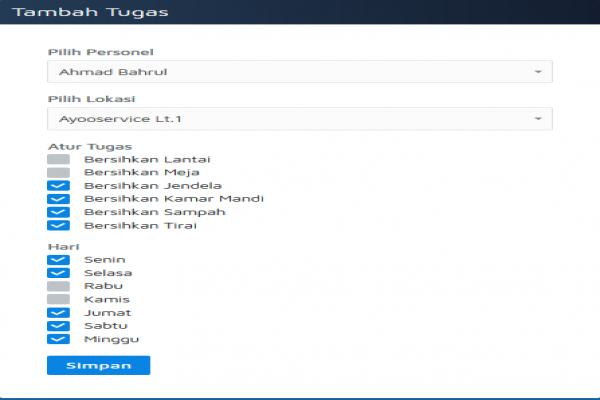 Tambah Tugas
Pilih Personel
Ahmad Bahrul
Pilih Lokasi
Ayooservice Lt.1
Atur Tugas
Bersihkan Lantai
Bersihkan Meja
Bersihkan Jendela
Bersihkan Kamar Mandi
Bersihkan Sampah
Bersihkan Tirai
Hari
Senin
Selasa
Rabu
Kamis
Jumat
Sabtu
Minggu
Simpan